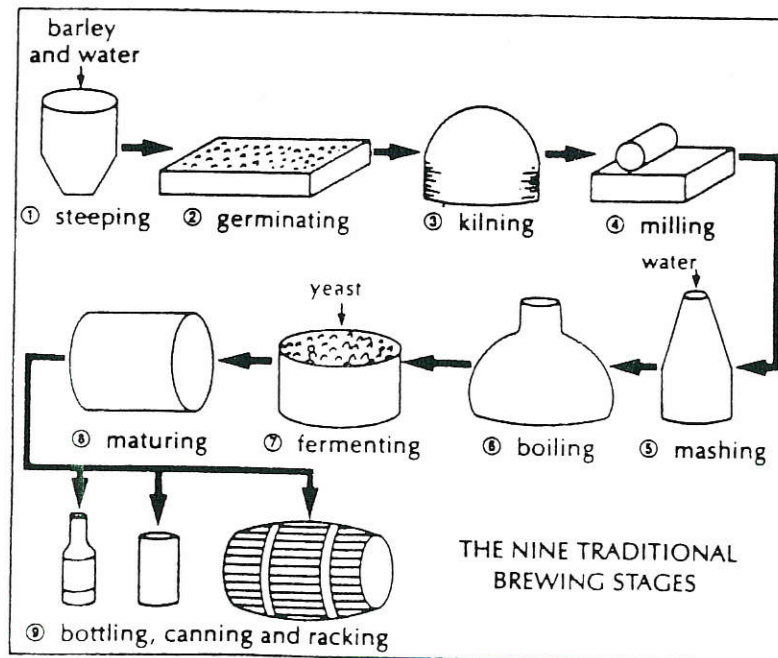 barley
and water
① steeping
② germinating
③ kilning
④ milling
water
yeast
⑧ maturing
⑦ fermenting
⑥ boiling
⑤ mashing
THE NINE TRADITIONAL
BREWING STAGES
⑨ bottling, canning and racking